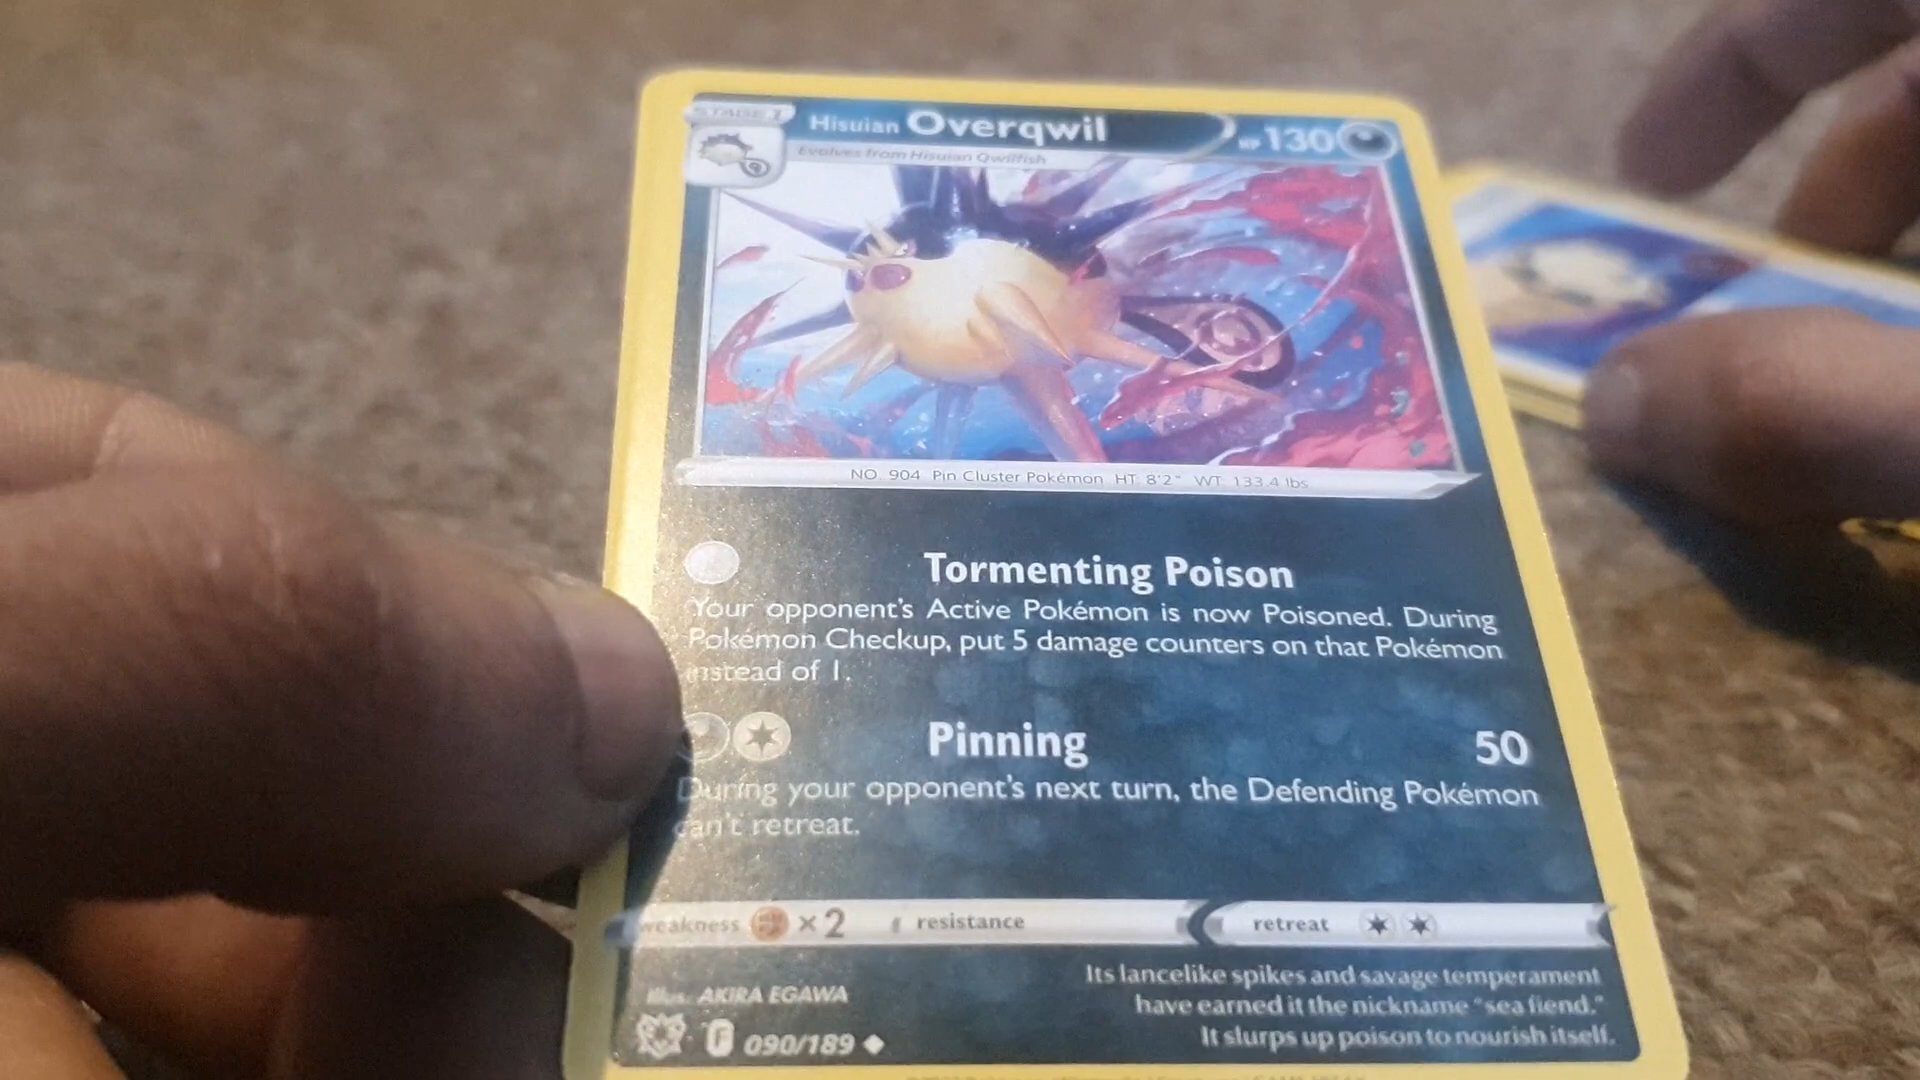 STAGE 1
Hisuian Overqwil HP 130
Evolves from Hisuian Qwilfish
NO. 904 Pin Cluster Pokémon HT: 8'2" WT: 133.4 lbs.
Tormenting Poison
Your opponent's Active Pokémon is now Poisoned. During
Pokémon Checkup, put 5 damage counters on that Pokémon
instead of 1.
Pinning 50
During your opponent's next turn, the Defending Pokémon
can't retreat.
weakness ×2 resistance retreat
Its lancelike spikes and savage temperament
have earned it the nickname "sea fiend."
It slurps up poison to nourish itself.
Illus. AKIRA EGAWA
F 090/189